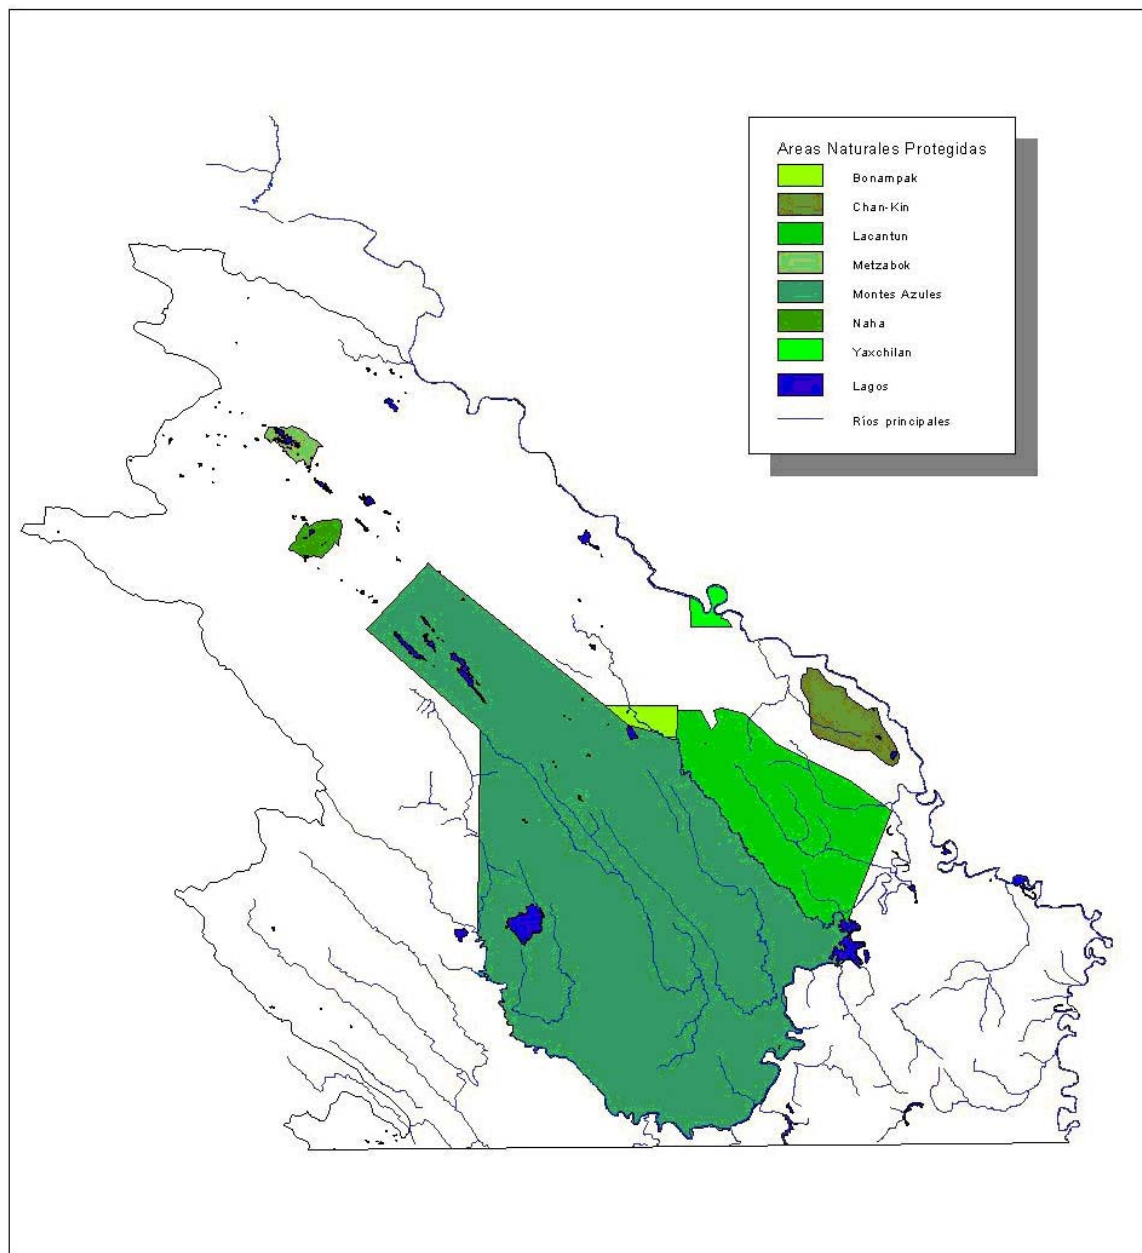 Areas Naturales Protegidas
Bonampak
Chan-Kin
Lacantun
Metzabok
Montes Azules
Naha
Yaxchilan
Lagos
Ríos principales